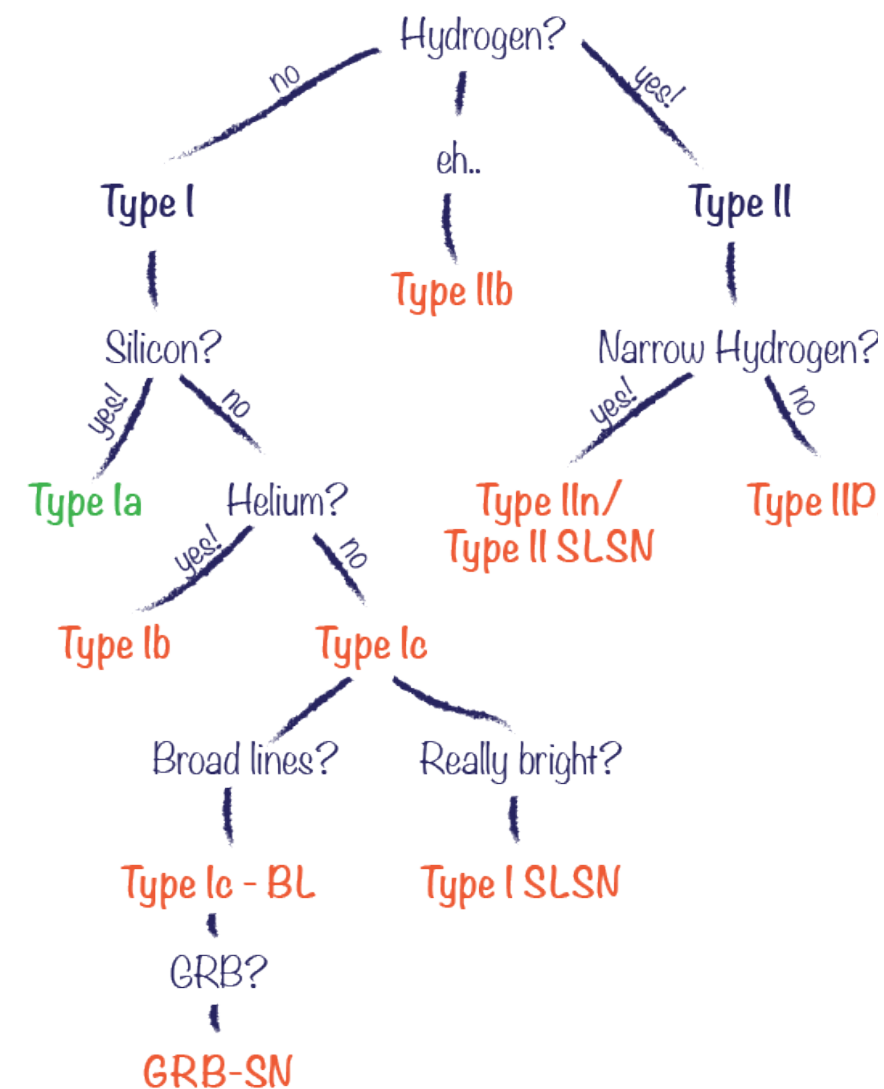 Hydrogen?
no
yes!
eh..
Type I
Type II
Type IIb
Silicon?
Narrow Hydrogen?
yes!
no
yes!
no
Type Ia
Helium?
Type IIn/
Type II SLSN
Type IIP
yes!
no
Type Ib
Type Ic
Broad lines?
Really bright?
Type Ic - BL
Type I SLSN
GRB?
GRB-SN